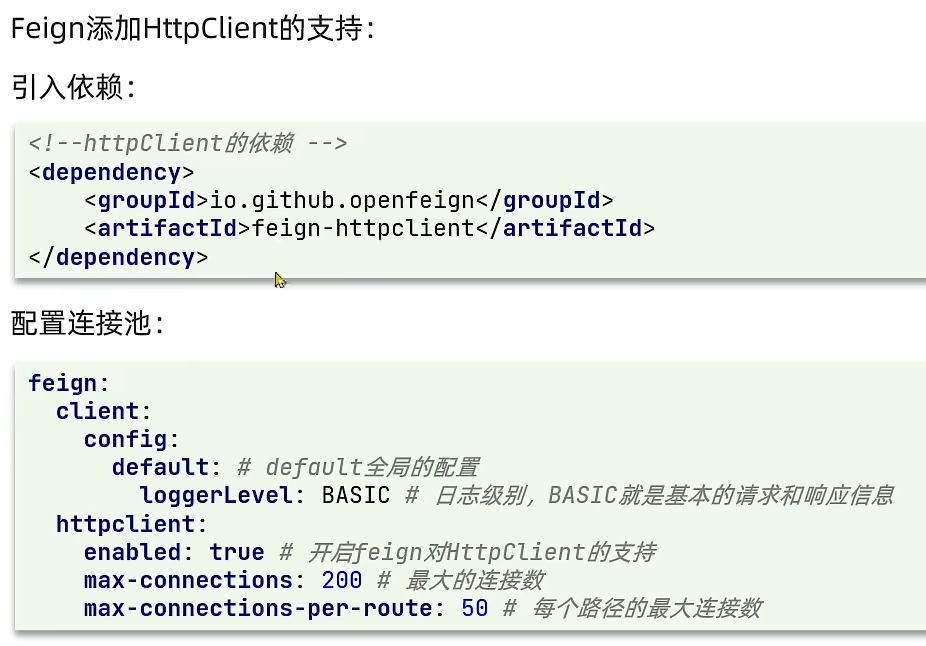 Feign添加HttpClient的支持：
引入依赖：
<!--httpClient的依赖 -->
<dependency>
    <groupId>io.github.openfeign</groupId>
    <artifactId>feign-httpclient</artifactId>
</dependency>
配置连接池：
feign:
  client:
    config:
      default: # default全局的配置
        loggerLevel: BASIC # 日志级别，BASIC就是基本的请求和响应信息
  httpclient:
    enabled: true # 开启feign对HttpClient的支持
    max-connections: 200 # 最大的连接数
    max-connections-per-route: 50 # 每个路径的最大连接数